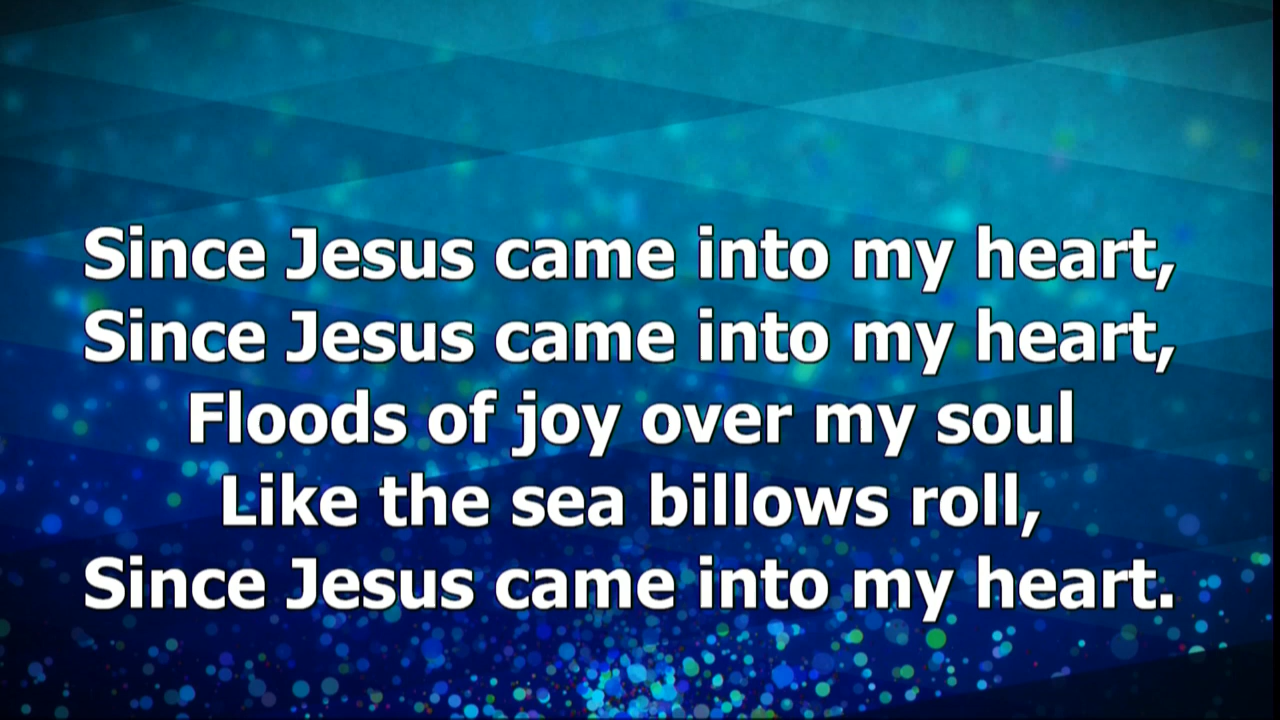 Since Jesus came into my heart,
Since Jesus came into my heart,
Floods of joy over my soul
Like the sea billows roll,
Since Jesus came into my heart.